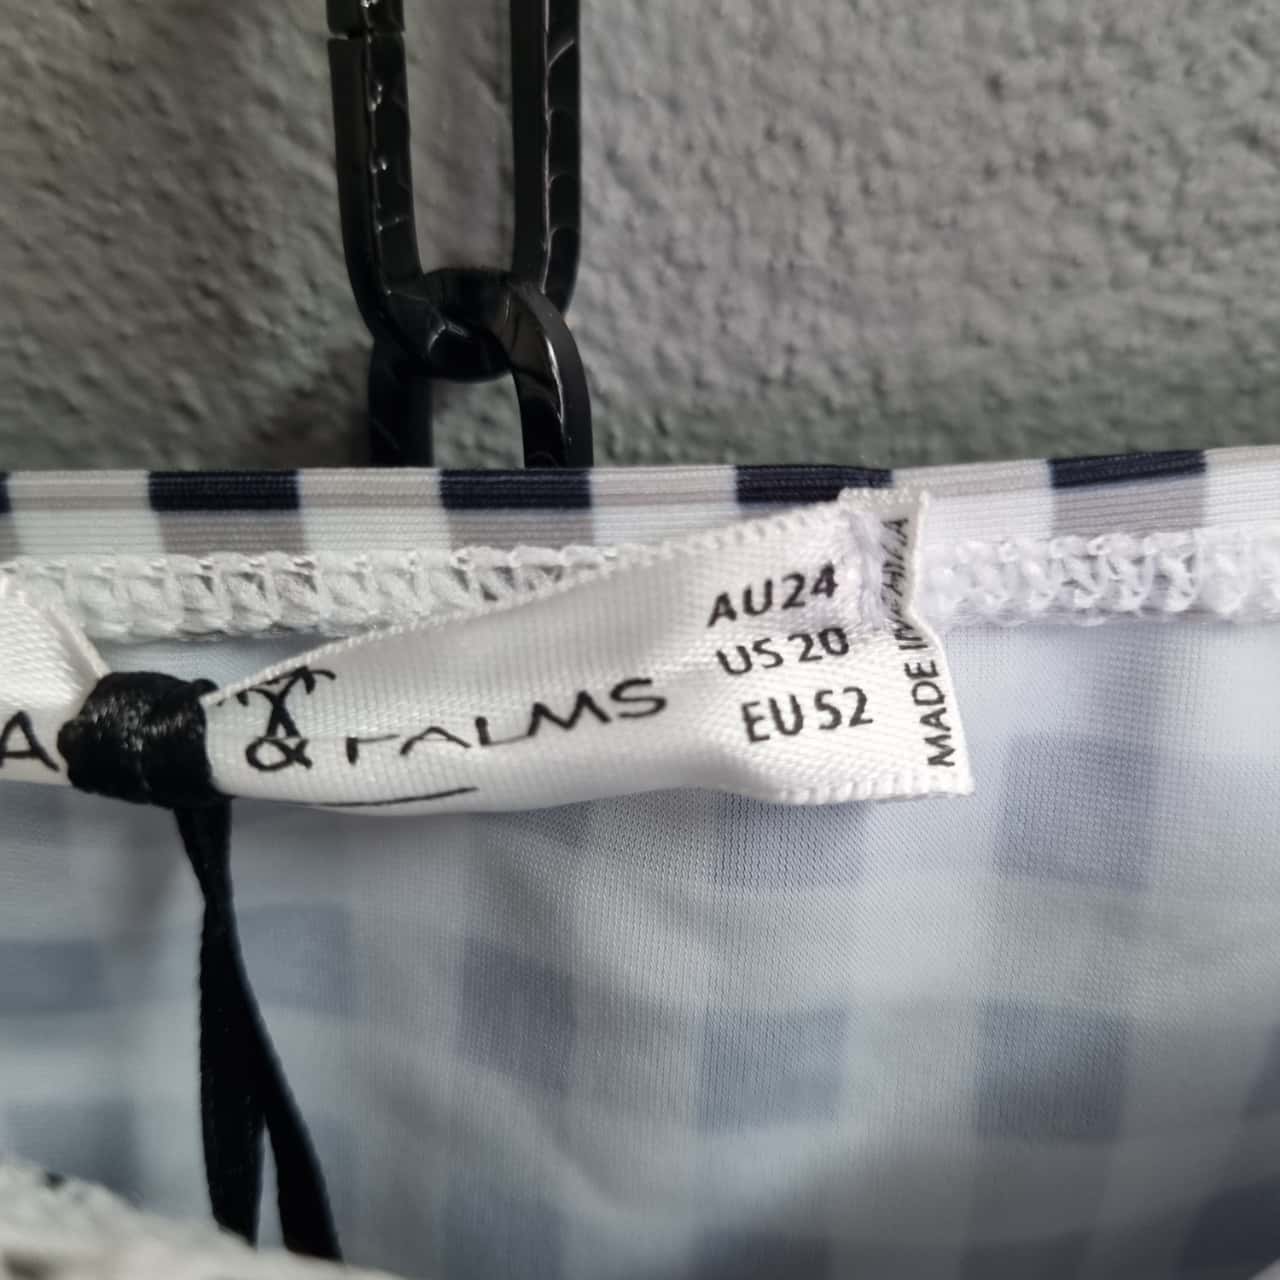 A & PALMS
AU24
US 20
EU 52
MADE IN CHINA